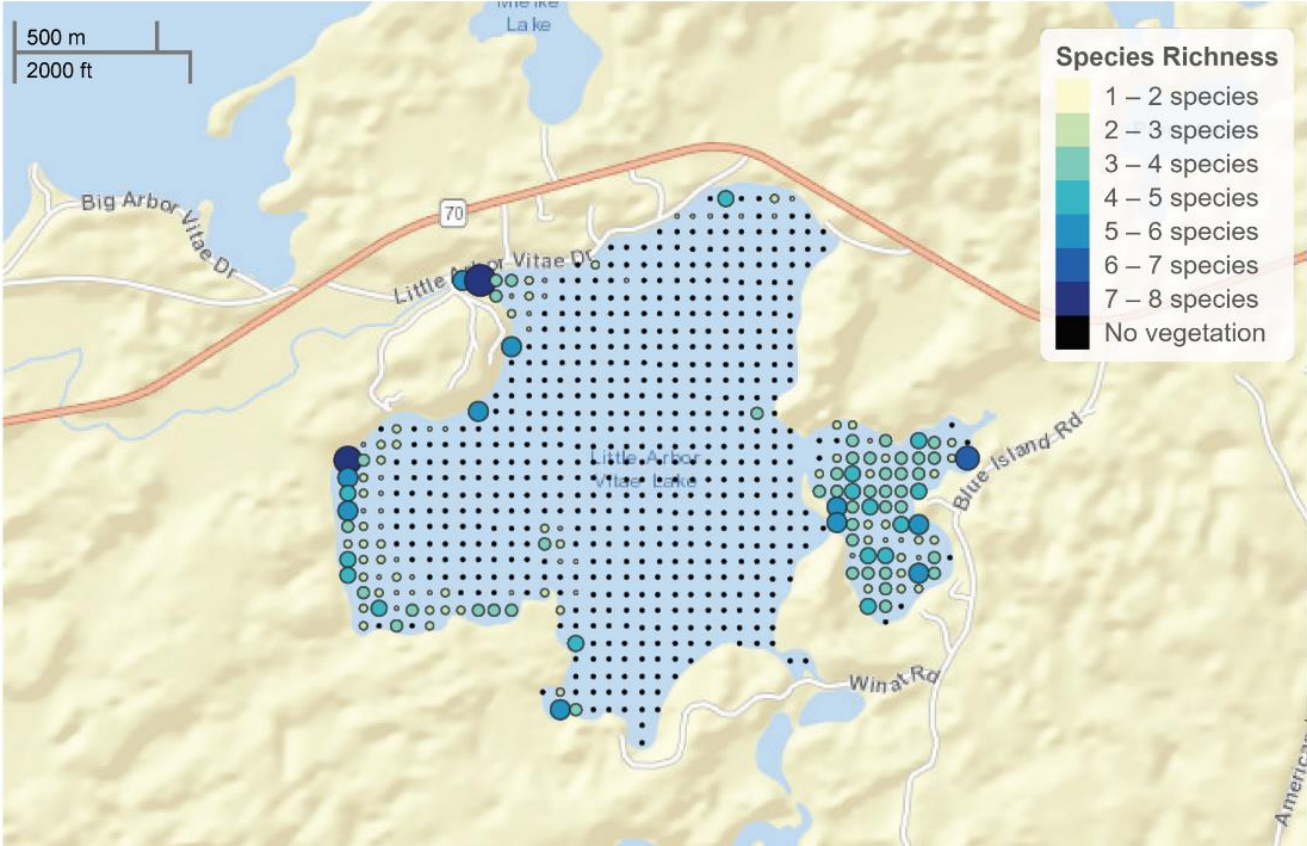 Mielke
Lake
500 m
2000 ft
Species Richness
1 – 2 species
2 – 3 species
3 – 4 species
4 – 5 species
5 – 6 species
6 – 7 species
7 – 8 species
No vegetation
Big Arbor Vitae Dr
70
Little Arbor Vitae Dr
Little Arbor
Vitae Lake
Blue Island Rd
Winat Rd
American